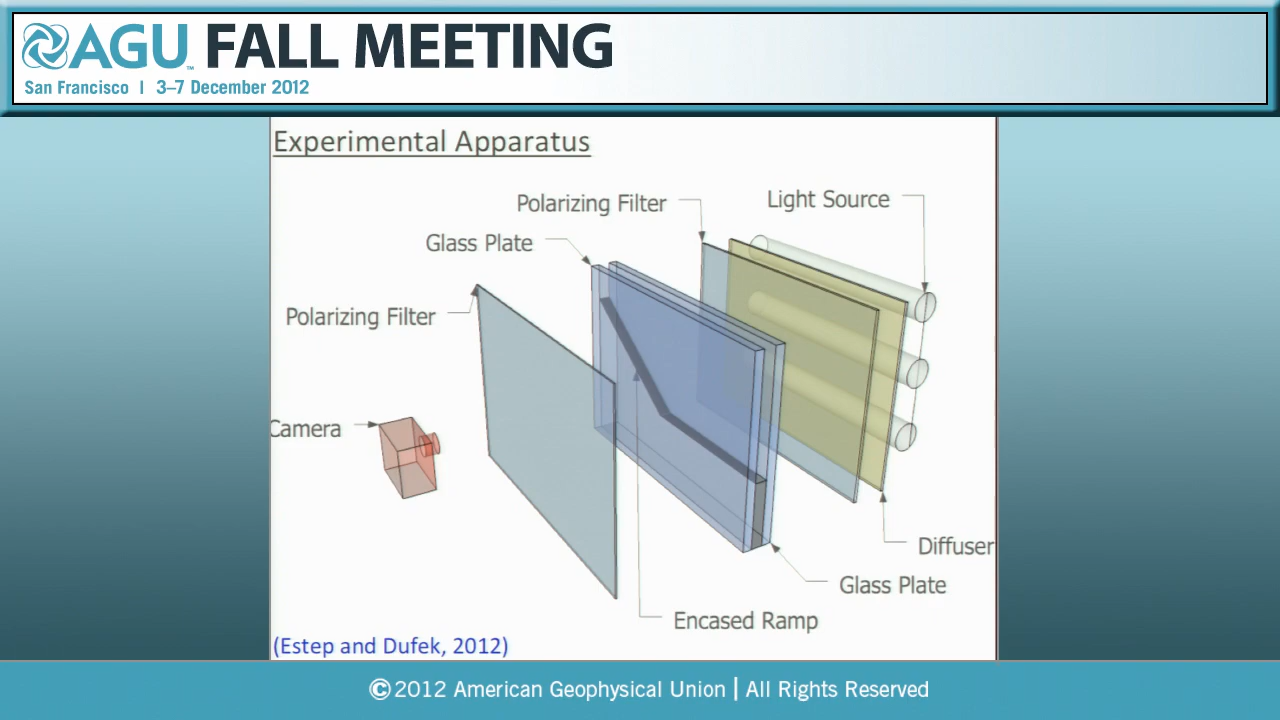 AGU™ FALL MEETING
San Francisco | 3–7 December 2012
Experimental Apparatus
Polarizing Filter
Light Source
Glass Plate
Polarizing Filter
Camera
Diffuser
Glass Plate
Encased Ramp
(Estep and Dufek, 2012)
©2012 American Geophysical Union | All Rights Reserved